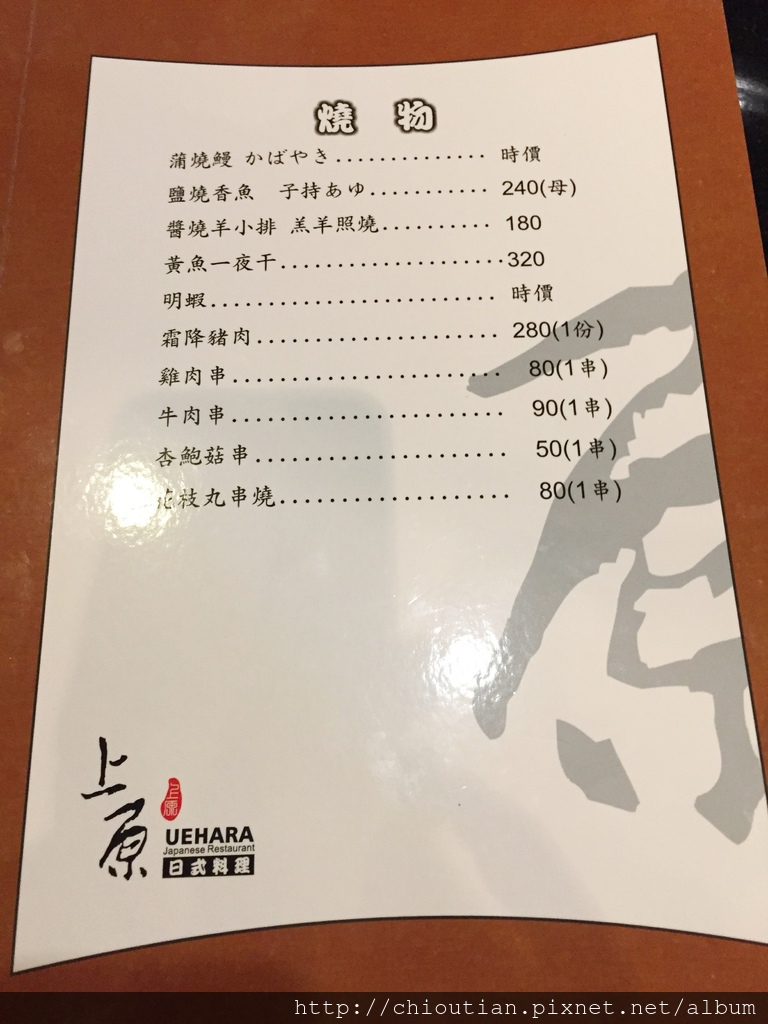 燒物
蒲燒鰻 かばやき............... 時價
鹽燒香魚 子持あゆ............ 240(母)
醬燒羊小排 羔羊照燒.......... 180
黃魚一夜干.....................320
明蝦......................... 時價
霜降豬肉...................... 280(1份)
雞肉串........................ 80(1串)
牛肉串........................ 90(1串)
杏鮑菇串...................... 50(1串)
花枝丸串燒..................... 80(1串)
上原
上原
UEHARA
Japanese Restaurant
日式料理
http://chioutian.pixnet.net/album